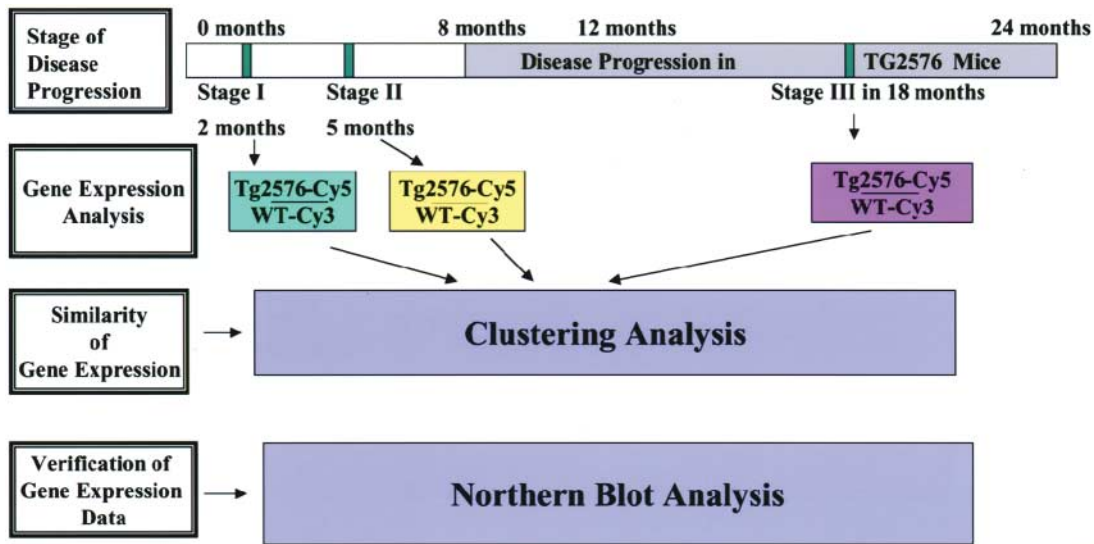 Stage of
Disease
Progression
0 months
8 months
12 months
24 months
Disease Progression in
TG2576 Mice
Stage I
Stage II
Stage III in 18 months
2 months
5 months
Gene Expression
Analysis
Tg2576-Cy5
WT-Cy3
Tg2576-Cy5
WT-Cy3
Tg2576-Cy5
WT-Cy3
Similarity
of
Gene Expression
Clustering Analysis
Verification of
Gene Expression
Data
Northern Blot Analysis